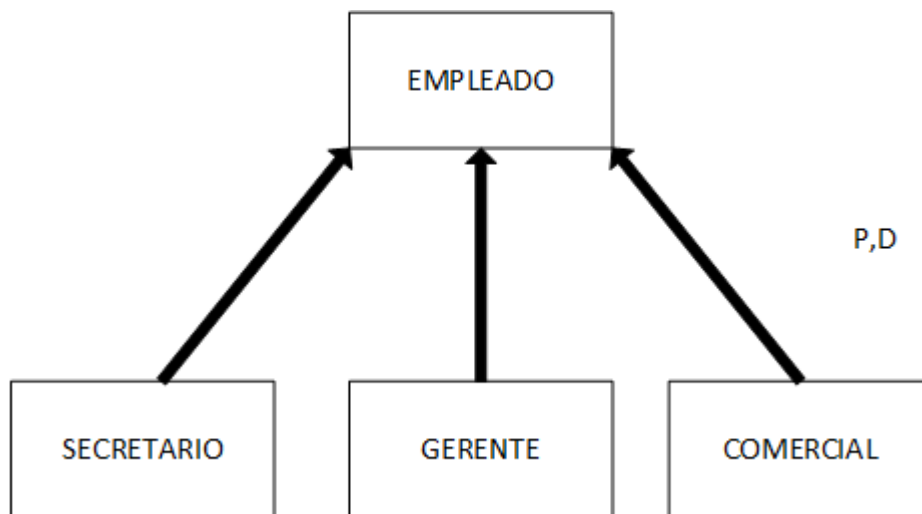 EMPLEADO
P,D
SECRETARIO
GERENTE
COMERCIAL